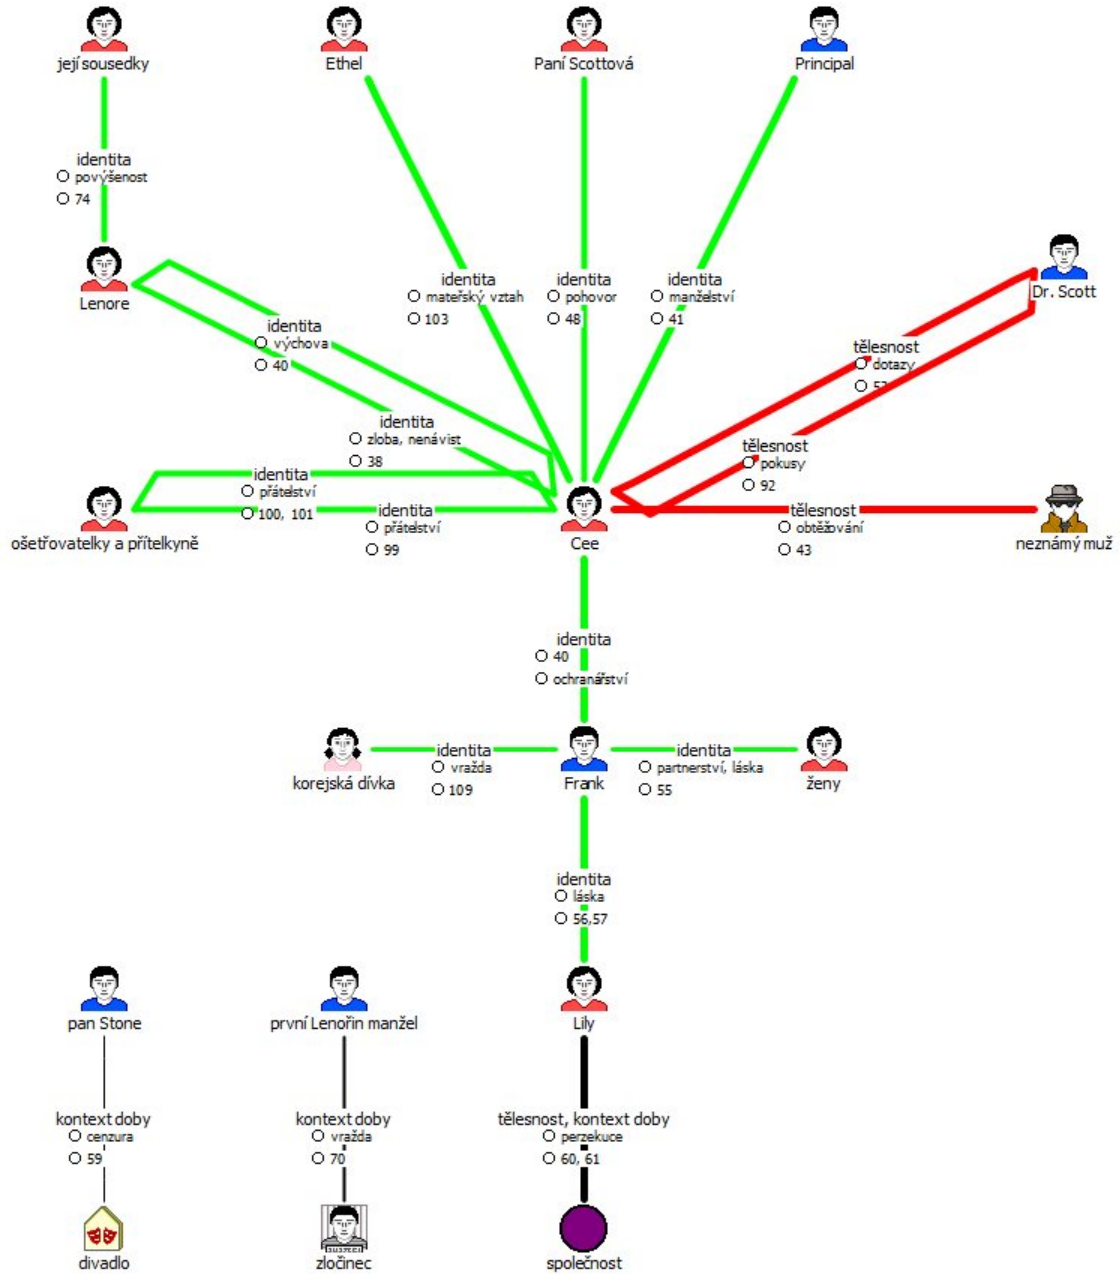 její sousedky
Ethel
Paní Scottová
Principal
identita
povýšenost
74
Lenore
Dr. Scott
identita
mateřský vztah
103
identita
pohovor
48
identita
manželství
41
identita
výchova
40
tělesnost
dotazy
identita
zloba, nenávist
38
tělesnost
pokusy
92
identita
přátelství
100, 101
identita
přátelství
99
tělesnost
obtěžování
43
ošetřovatelky a přítelkyně
Cee
neznámý muž
identita
40
ochranářství
identita
vražda
109
identita
partnerství, láska
55
korejská dívka
Frank
ženy
identita
láska
56,57
pan Stone
první Lenořin manžel
Lily
kontext doby
cenzura
59
kontext doby
vražda
70
tělesnost, kontext doby
perzekuce
60, 61
SUSPECT
divadlo
zločinec
společnost